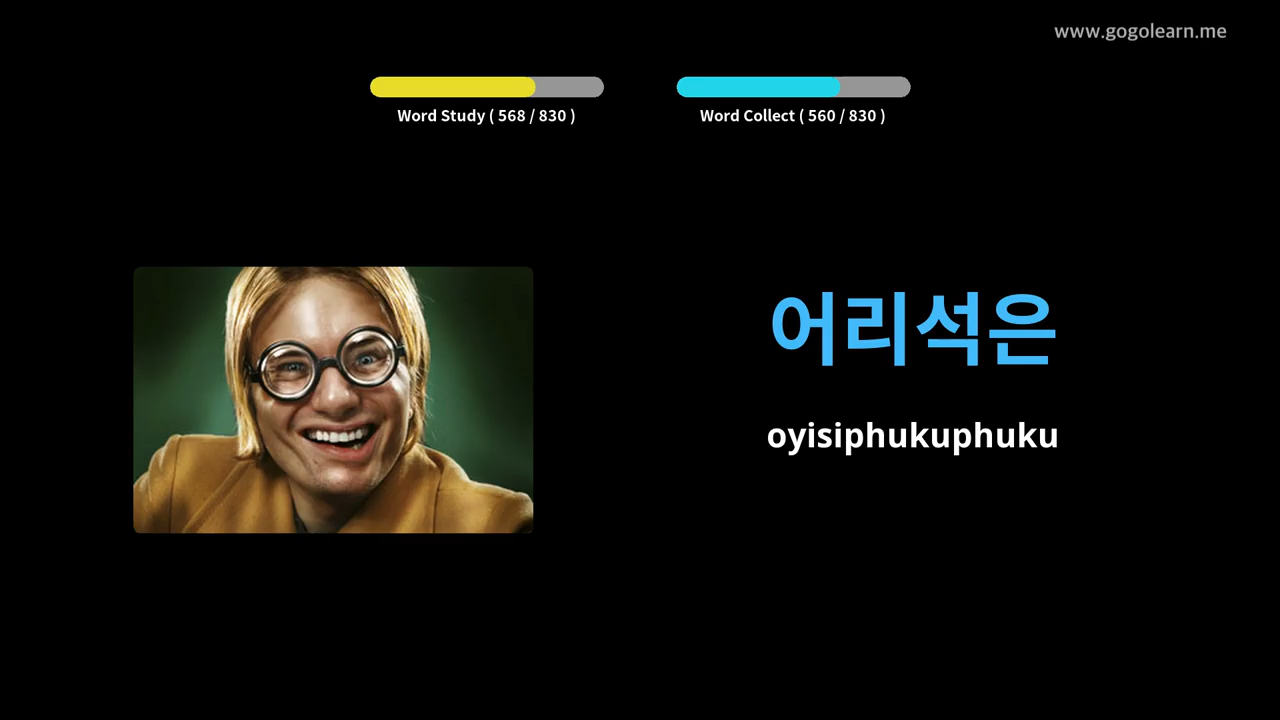 www.gogolearn.me
Word Study ( 568 / 830 )
Word Collect ( 560 / 830 )
어리석은
oyisiphukuphuku